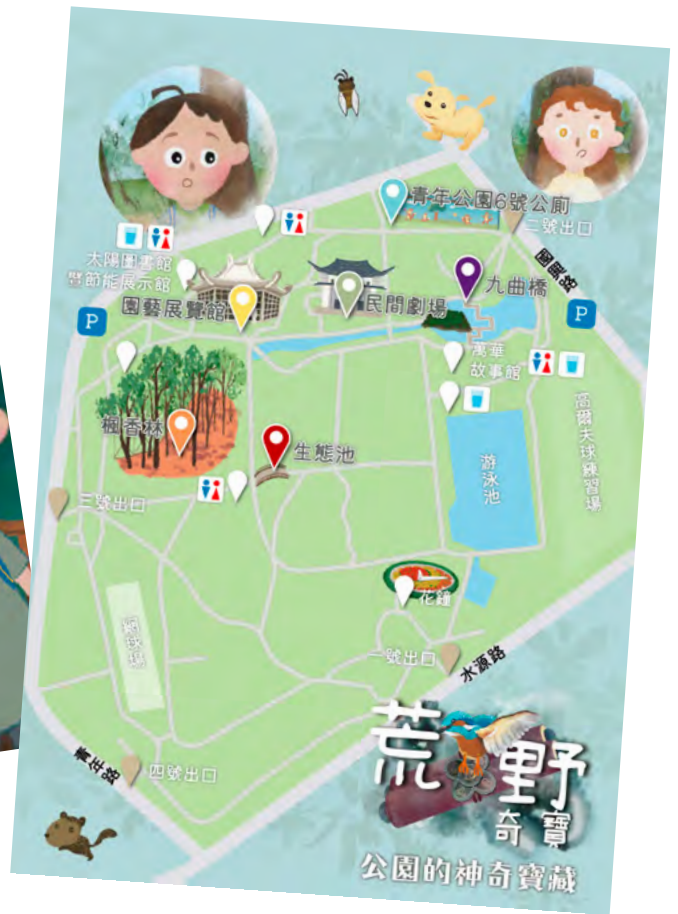 青年公園6號公廁
二號出口
國興路
太陽圖書館
暨節能展示館
園藝展覽館
民間劇場
九曲橋
P
P
萬華
故事館
高爾夫球練習場
楓香林
生態池
游泳池
三號出口
花鐘
網球場
一號出口
水源路
青年路
四號出口
荒野
奇寶
公園的神奇寶藏